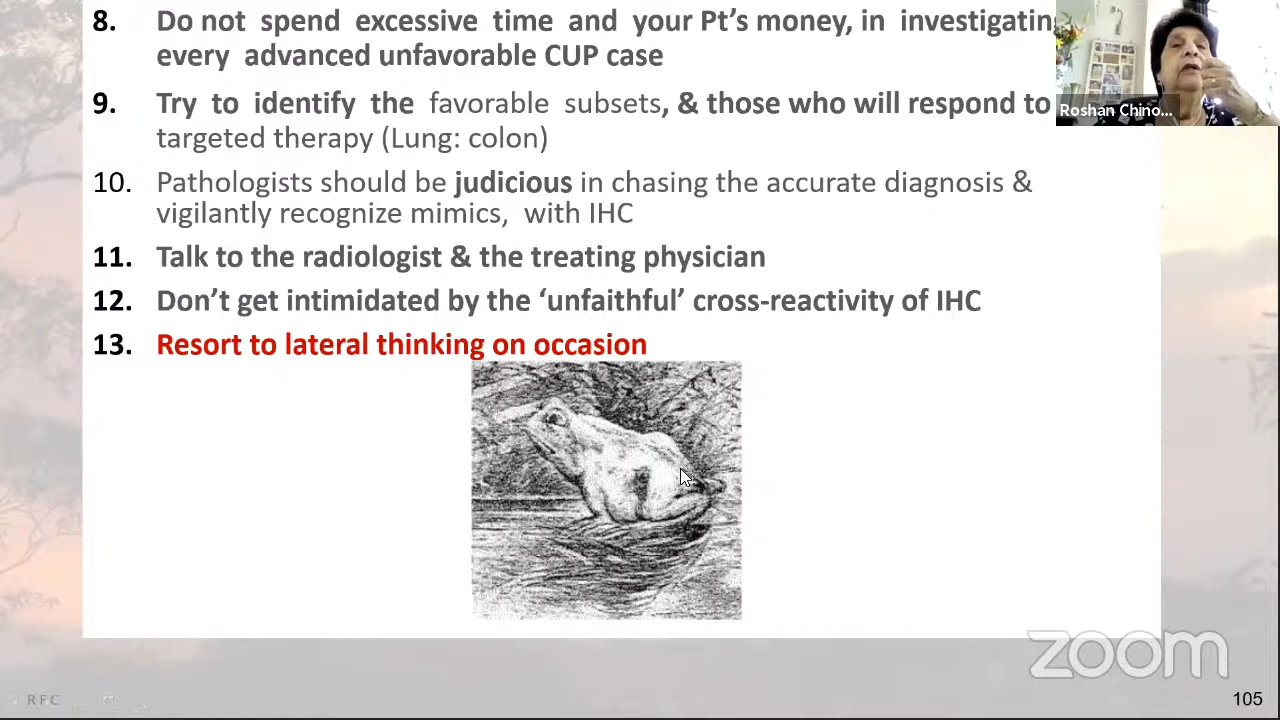 8. Do not spend excessive time and your Pt's money, in investigatin
every advanced unfavorable CUP case
9. Try to identify the favorable subsets, & those who will respond to
targeted therapy (Lung: colon)
10. Pathologists should be judicious in chasing the accurate diagnosis &
vigilantly recognize mimics, with IHC
11. Talk to the radiologist & the treating physician
12. Don't get intimidated by the ‘unfaithful’ cross-reactivity of IHC
13. Resort to lateral thinking on occasion
Roshan Chino...
zoom
RFC
105